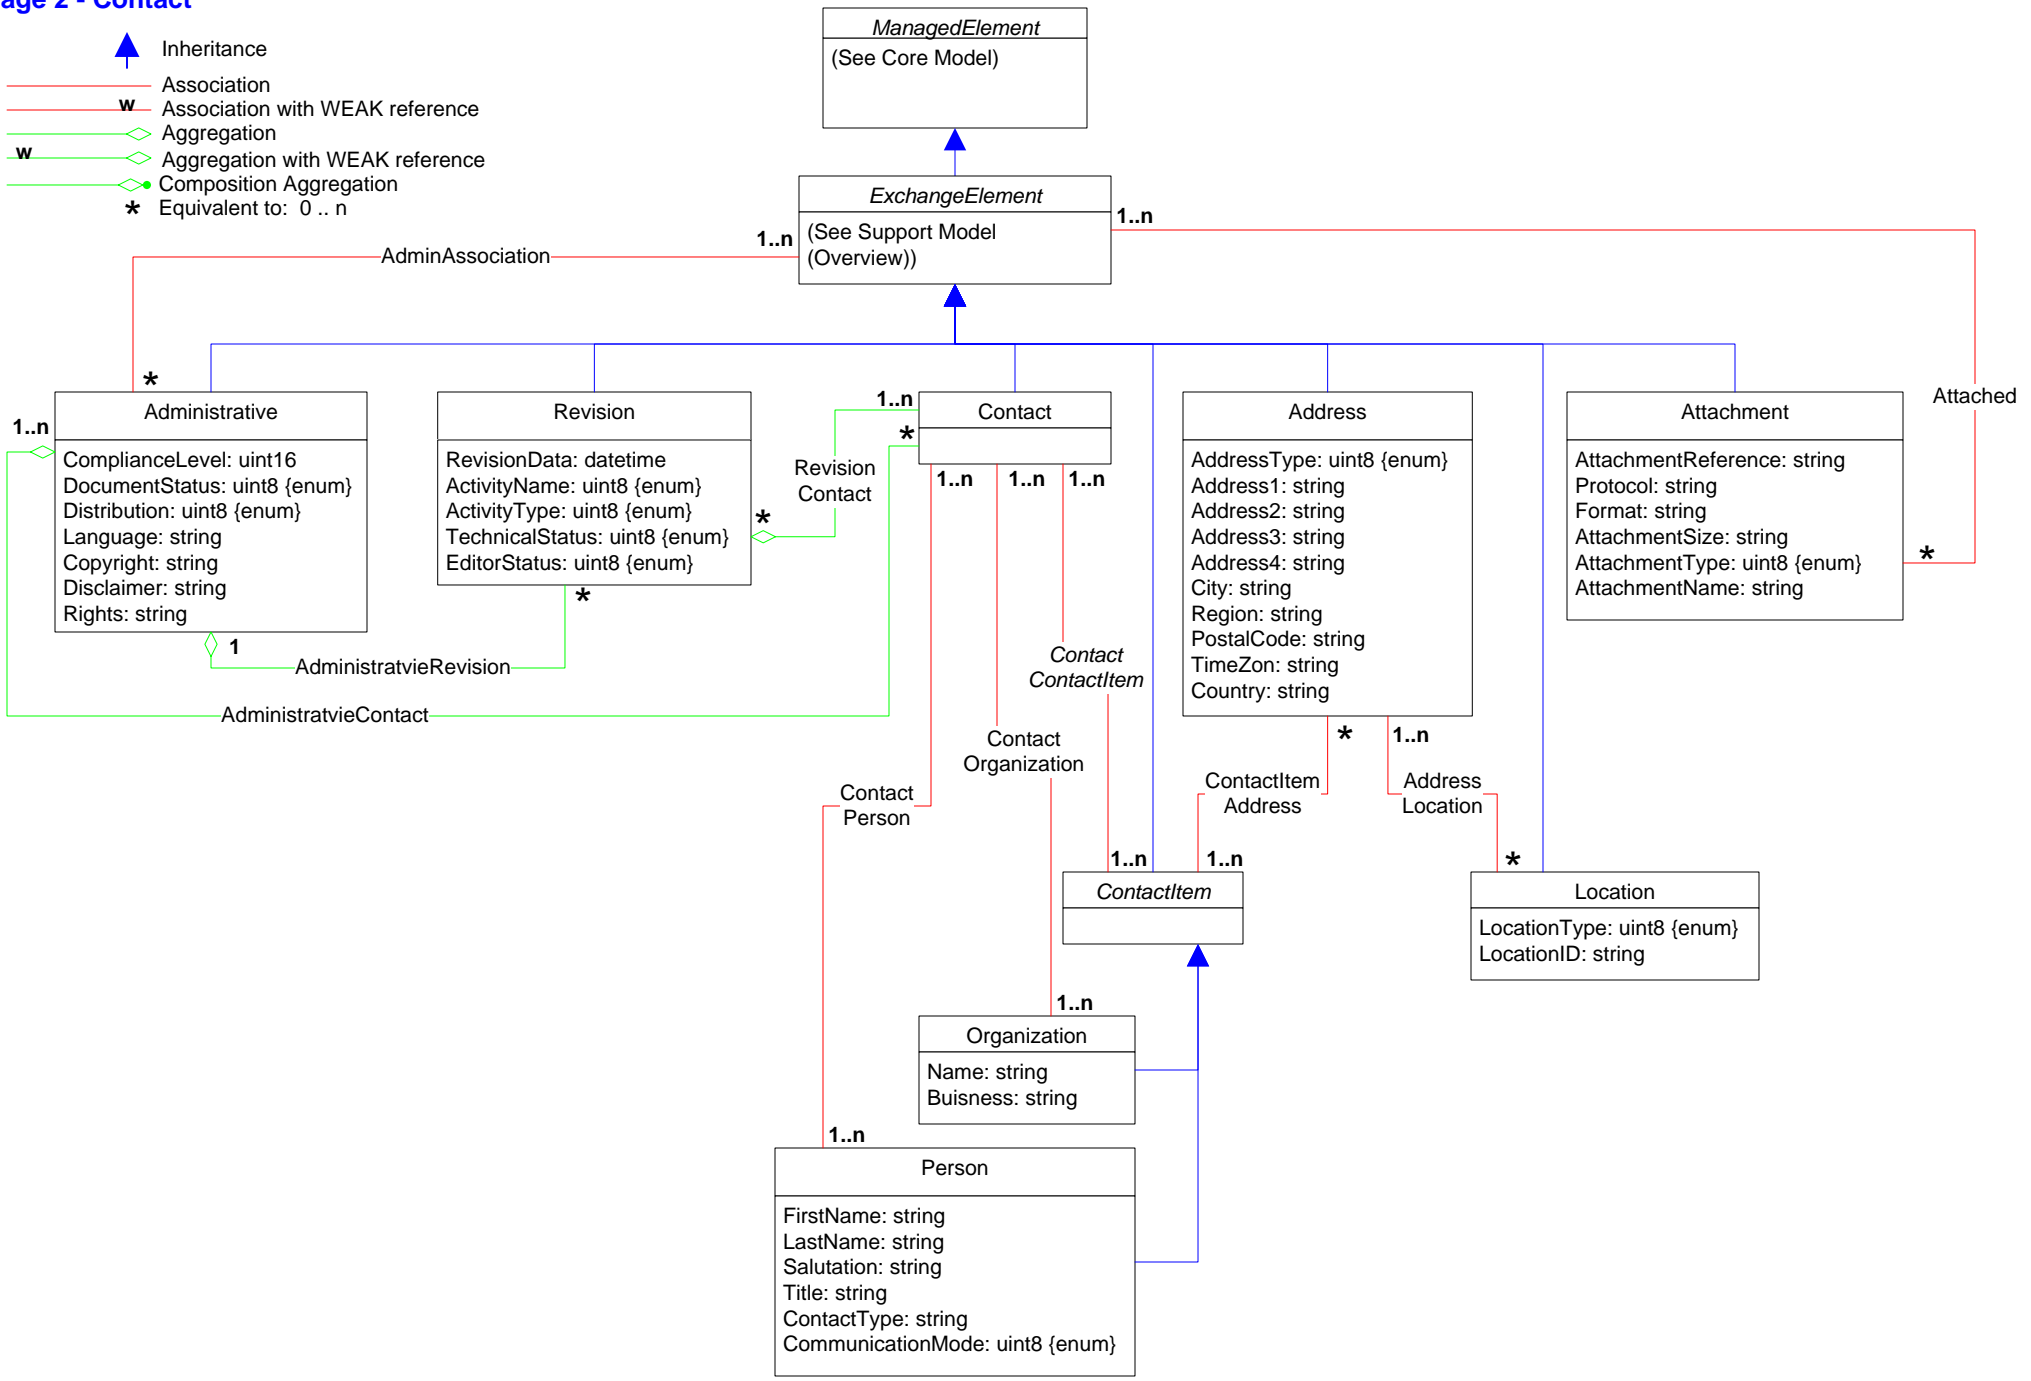 age 2 - Contact
Inheritance
Association
w
Association with WEAK reference
Aggregation
w
Aggregation with WEAK reference
Composition Aggregation
* Equivalent to: 0 .. n
ManagedElement
(See Core Model)
ExchangeElement
(See Support Model
(Overview))
1..n
1..n
AdminAssociation
*
Attached
*
Administrative
ComplianceLevel: uint16
DocumentStatus: uint8 {enum}
Distribution: uint8 {enum}
Language: string
Copyright: string
Disclaimer: string
Rights: string
1..n
1
AdministratvieRevision
AdministratvieContact
Revision
RevisionData: datetime
ActivityName: uint8 {enum}
ActivityType: uint8 {enum}
TechnicalStatus: uint8 {enum}
EditorStatus: uint8 {enum}
*
*
Revision
Contact
1..n
*
Contact
1..n
1..n
1..n
Address
AddressType: uint8 {enum}
Address1: string
Address2: string
Address3: string
Address4: string
City: string
Region: string
PostalCode: string
TimeZon: string
Country: string
Attachment
AttachmentReference: string
Protocol: string
Format: string
AttachmentSize: string
AttachmentType: uint8 {enum}
AttachmentName: string
Contact
ContactItem
Contact
Organization
Contact
Person
*
1..n
ContactItem
Address
Address
Location
1..n
1..n
*
ContactItem
Location
LocationType: uint8 {enum}
LocationID: string
1..n
Organization
Name: string
Buisness: string
1..n
Person
FirstName: string
LastName: string
Salutation: string
Title: string
ContactType: string
CommunicationMode: uint8 {enum}